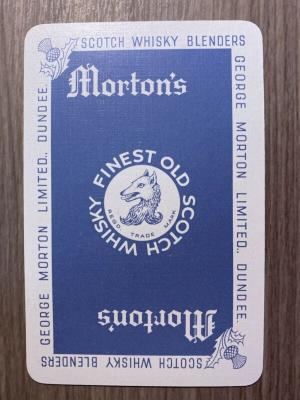 SCOTCH WHISKY BLENDERS
GEORGE MORTON LIMITED., DUNDEE.
Morton's
FINEST OLD SCOTCH WHISKY
REGD TRADE MARK
Morton's
GEORGE MORTON LIMITED., DUNDEE.
SCOTCH WHISKY BLENDERS